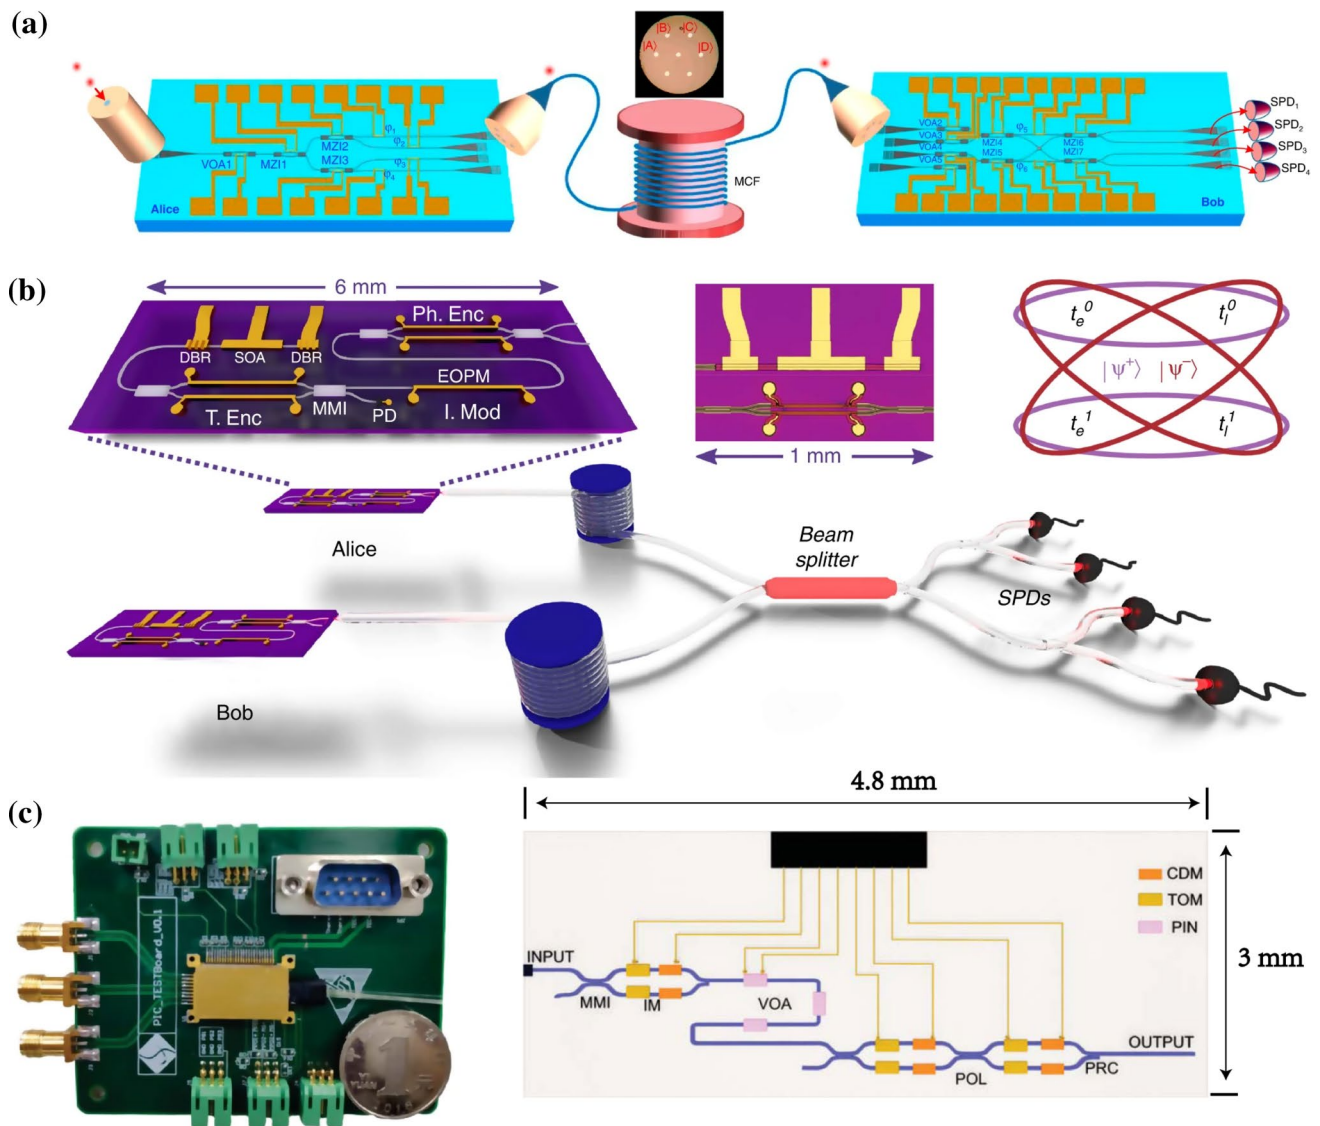 (a)
|B⟩ |C⟩
|A⟩ |D⟩
VOA1 MZI1 MZI2 MZI3
φ1
φ2
φ3
φ4
Alice
MCF
VOA2
VOA3
VOA4
VOA5
MZI4
MZI5
φ5
φ6
MZI6
MZI7
Bob
SPD1
SPD2
SPD3
SPD4
(b)
6 mm
Ph. Enc
DBR SOA DBR
EOPM
T. Enc MMI PD I. Mod
1 mm
te0 tl0
|ψ+⟩ |ψ−⟩
te1 tl1
Alice
Beam
splitter
SPDs
Bob
(c)
PIC_TESTBoard_V0.1
1
YUAN
4.8 mm
3 mm
CDM
TOM
PIN
INPUT
MMI IM VOA
OUTPUT
POL PRC